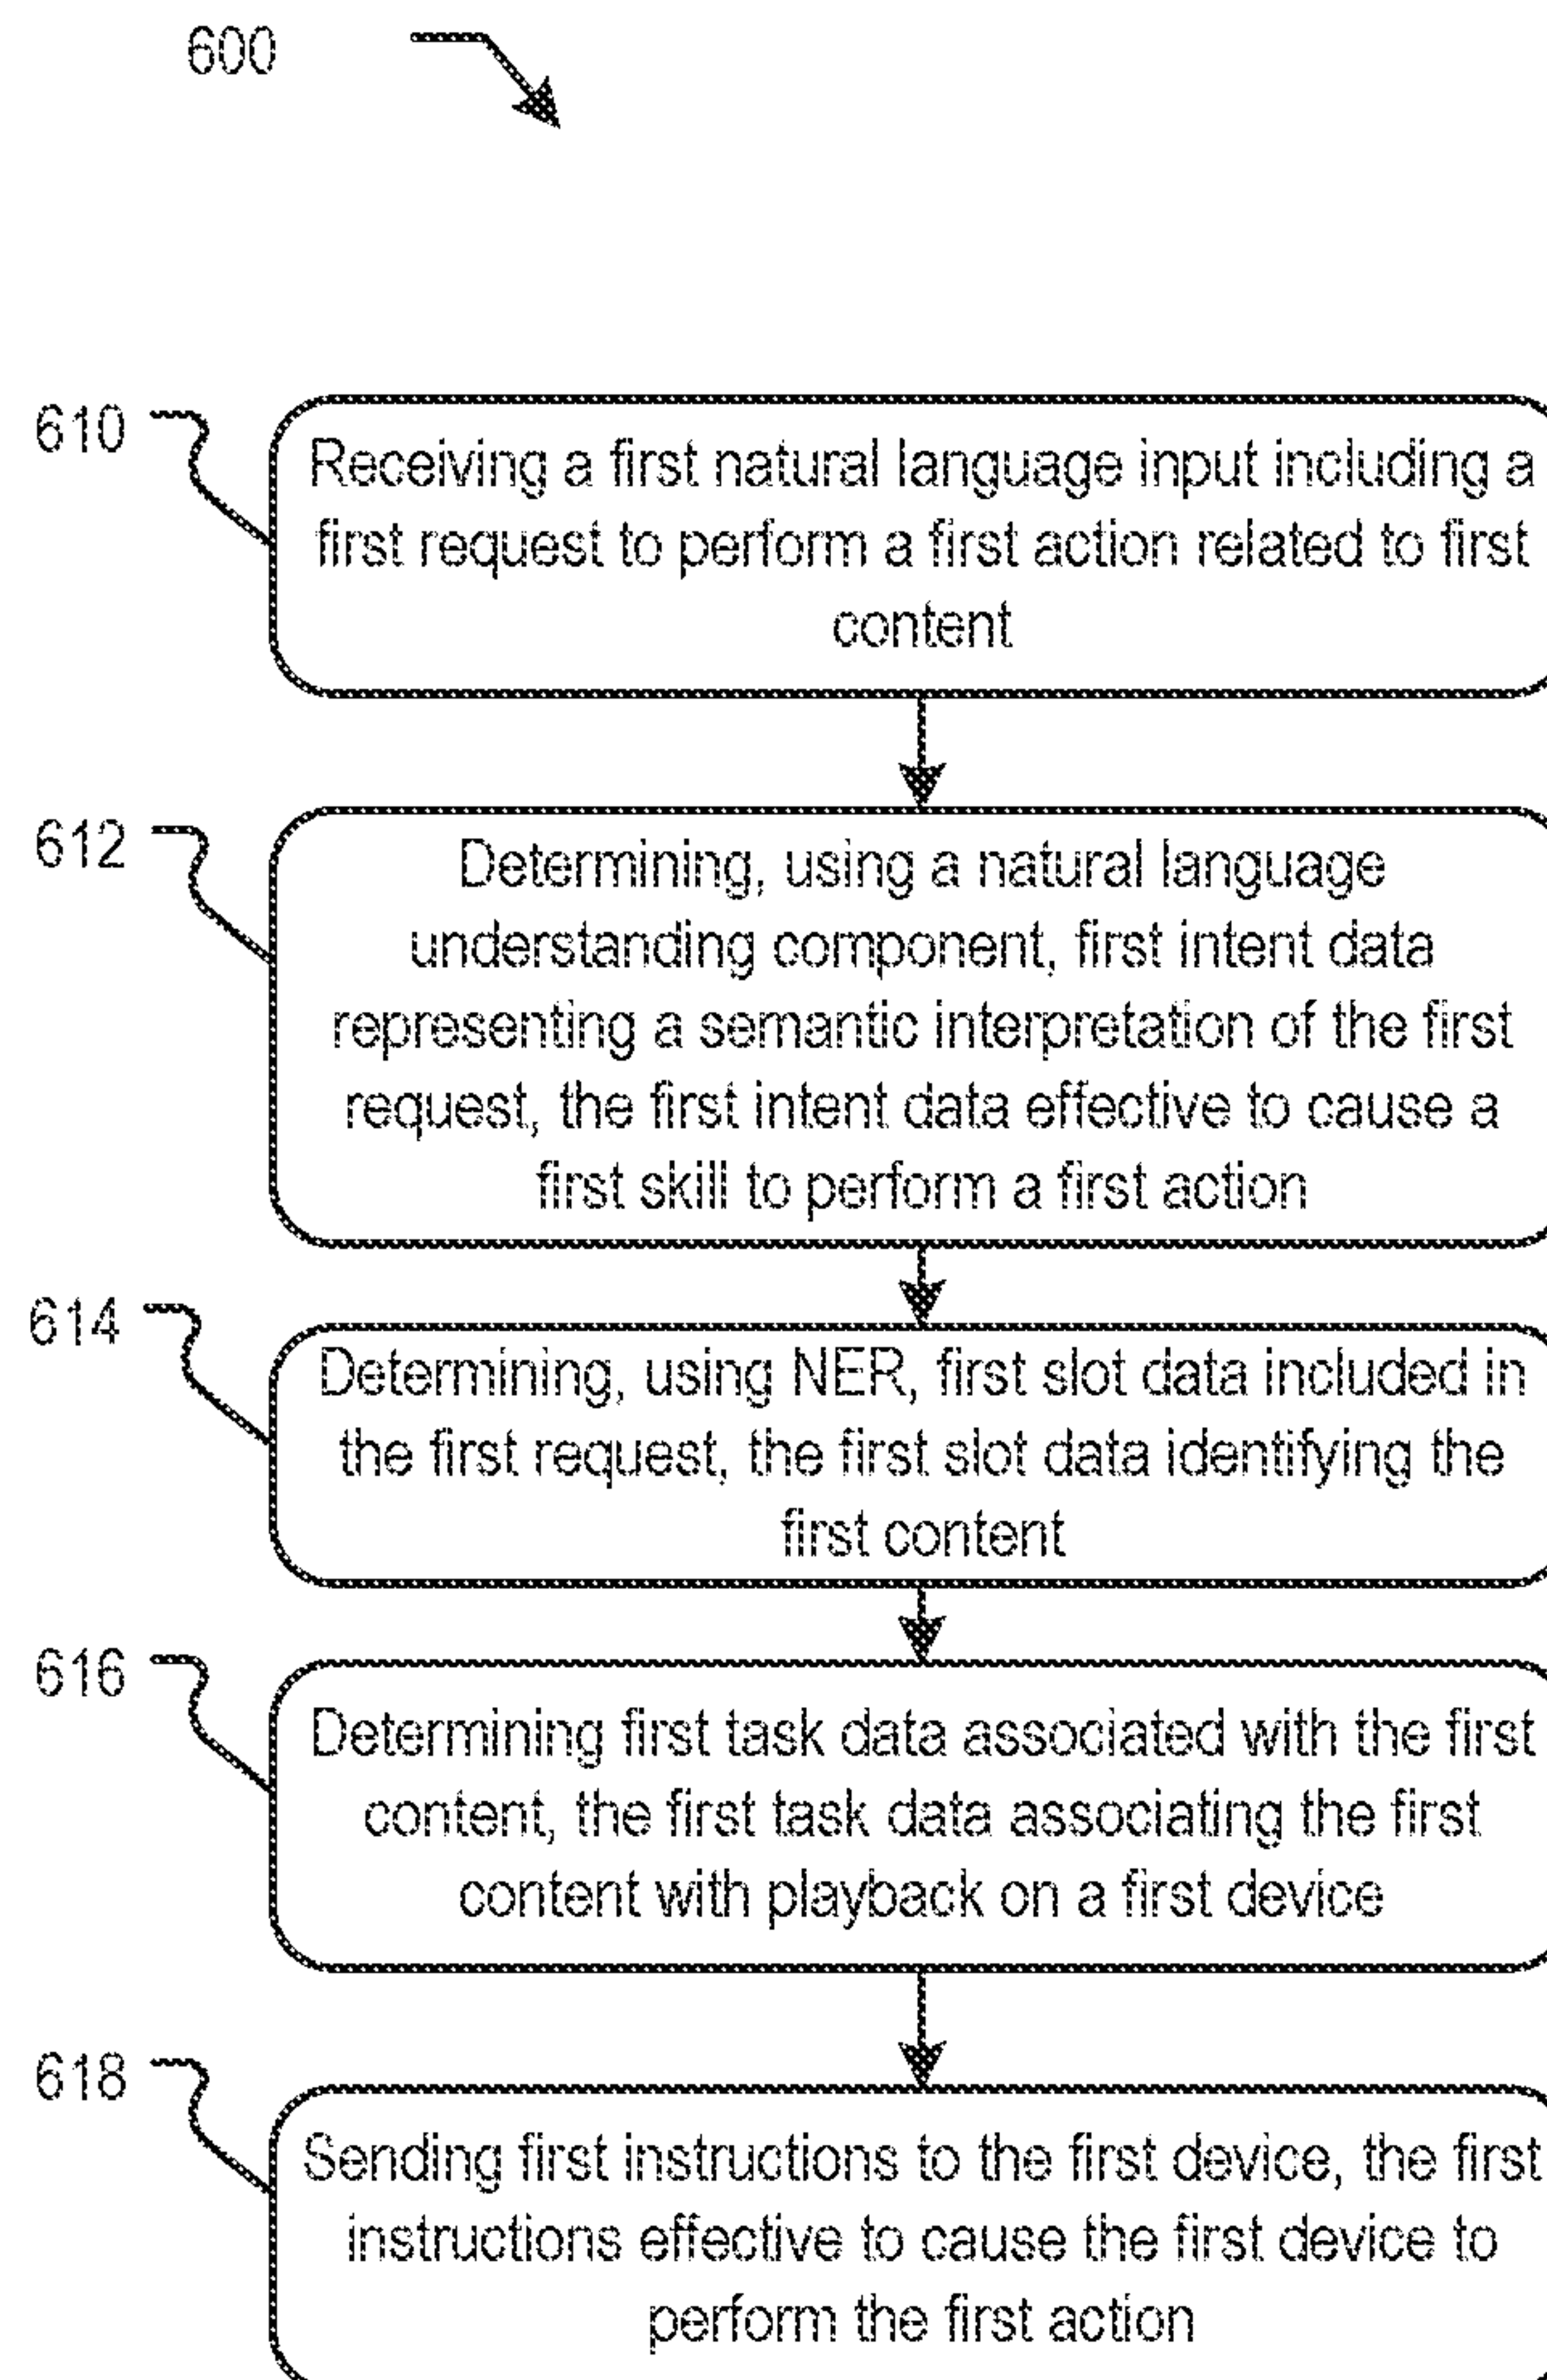 600
610
Receiving a first natural language input including a
first request to perform a first action related to first
content
612
Determining, using a natural language
understanding component, first intent data
representing a semantic interpretation of the first
request, the first intent data effective to cause a
first skill to perform a first action
614
Determining, using NER, first slot data included in
the first request, the first slot data identifying the
first content
616
Determining first task data associated with the first
content, the first task data associating the first
content with playback on a first device
618
Sending first instructions to the first device, the first
instructions effective to cause the first device to
perform the first action